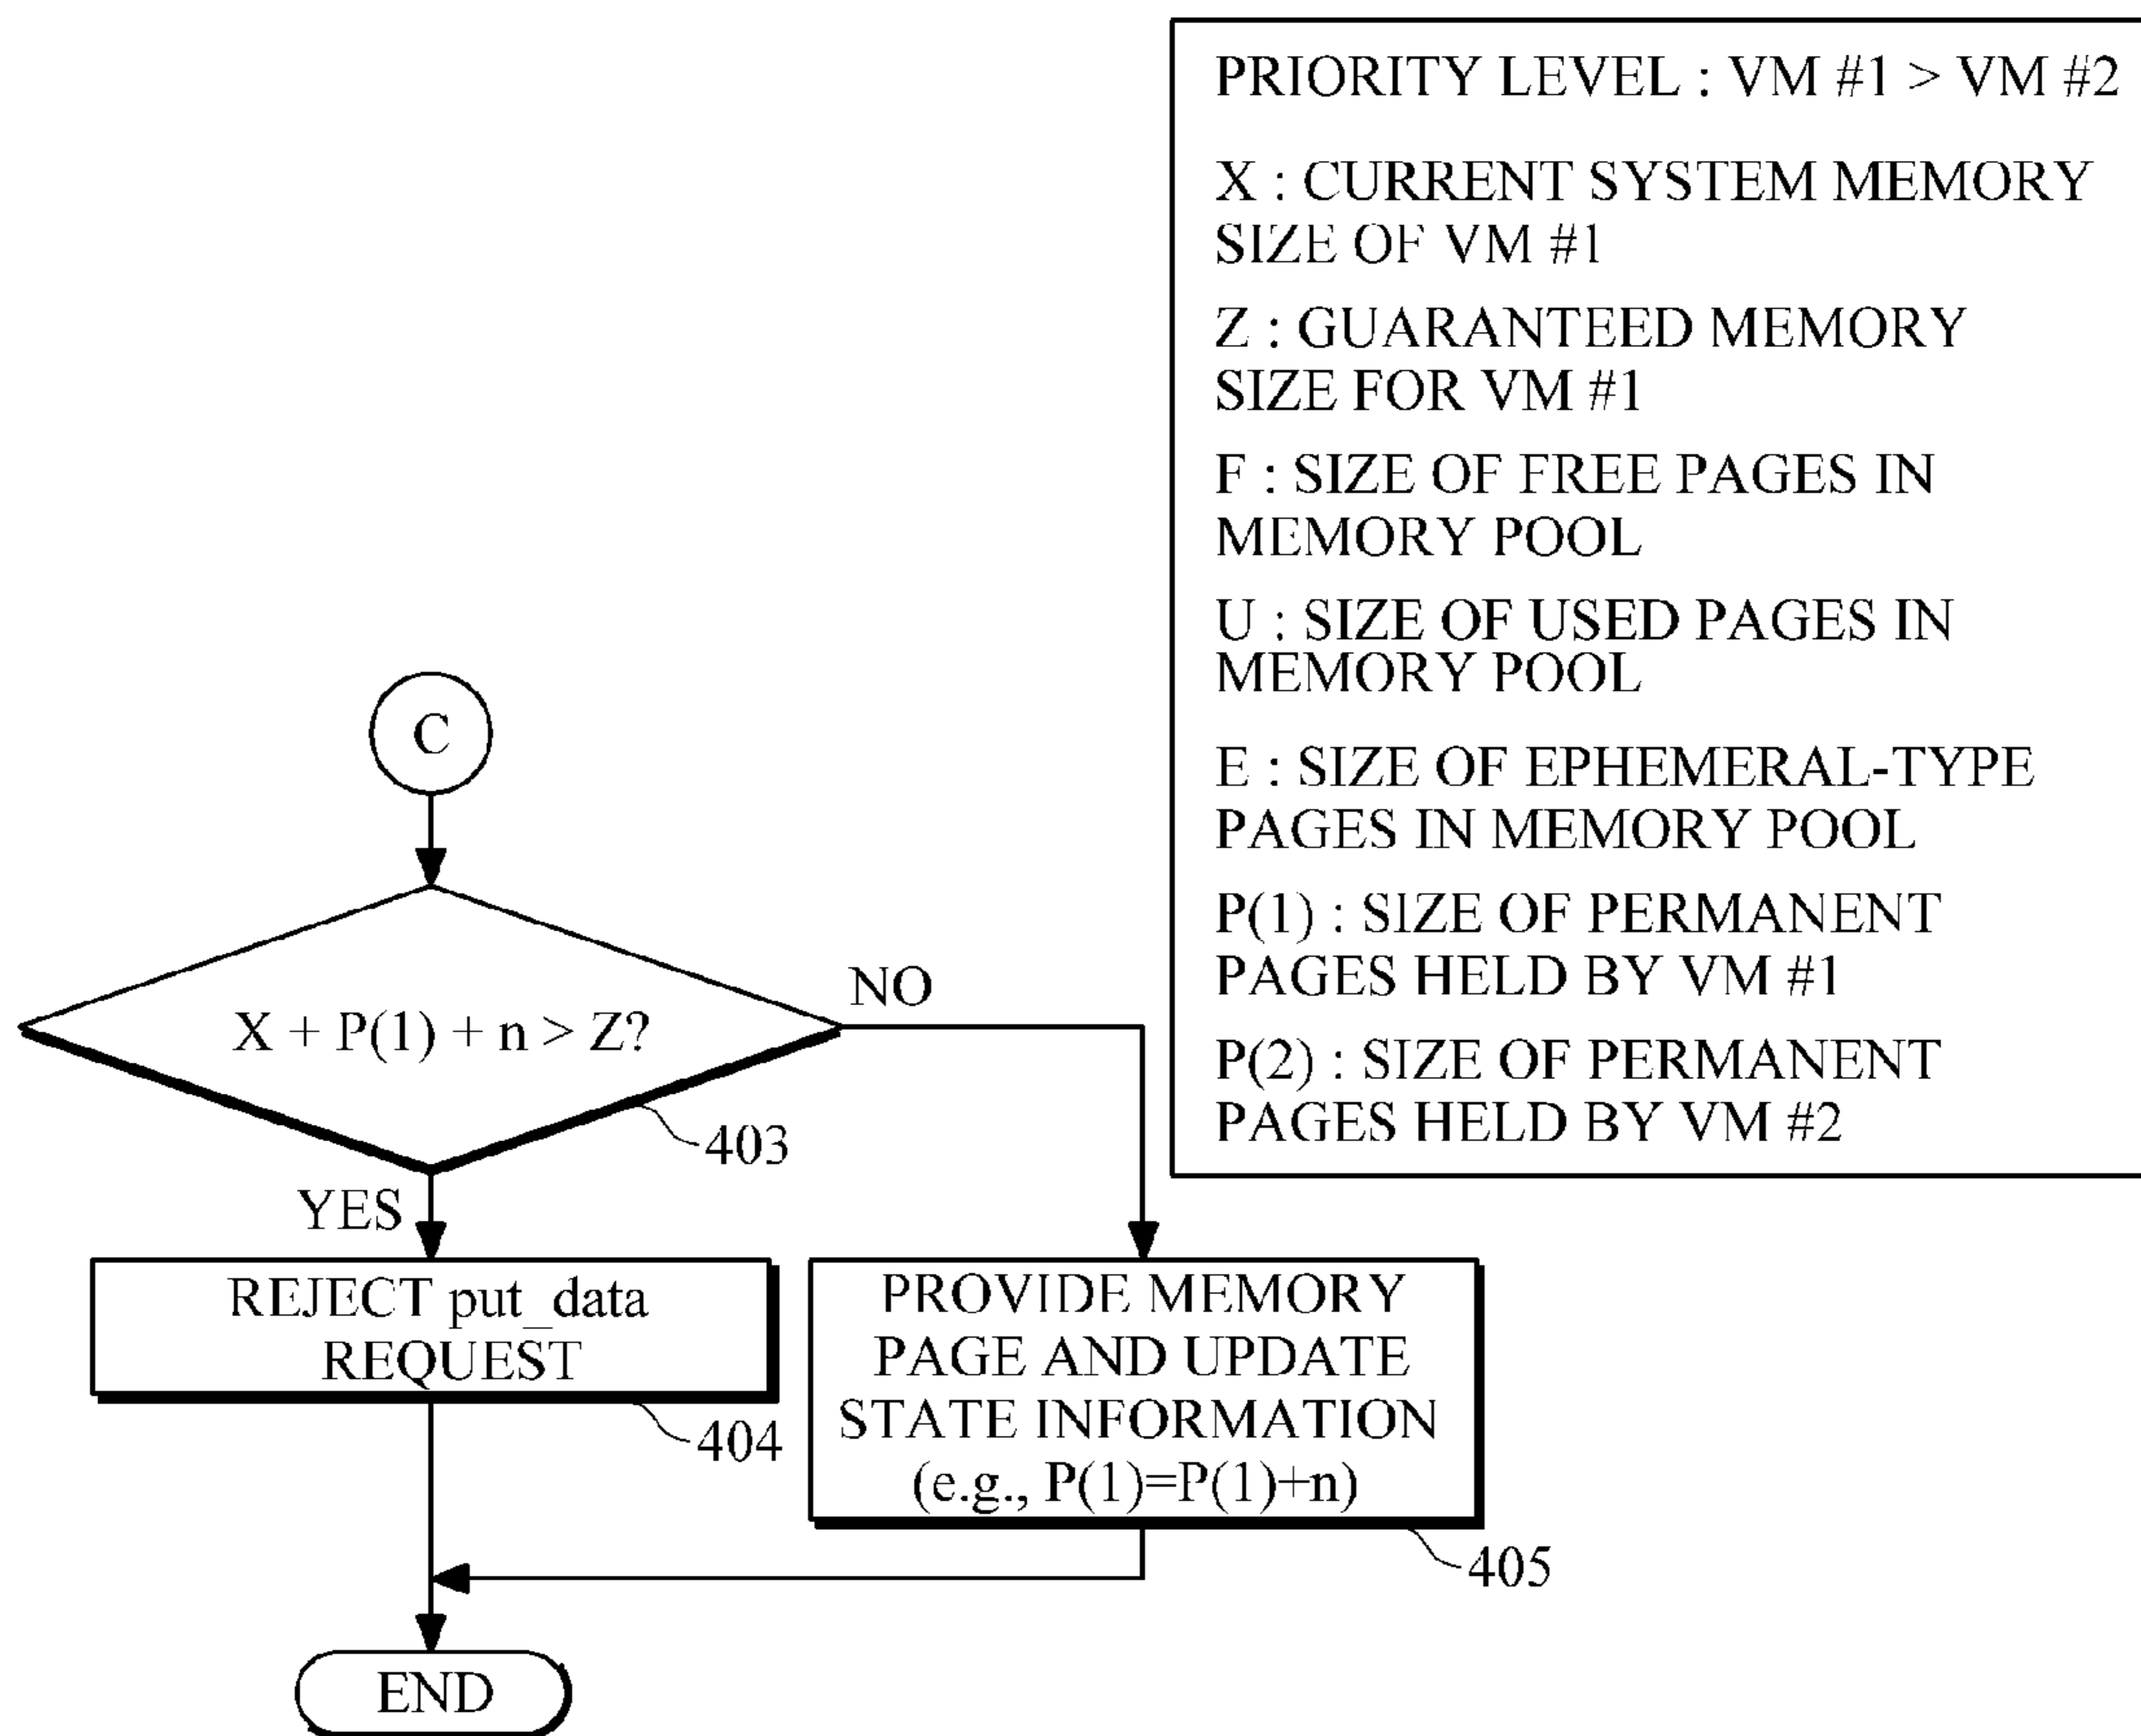 PRIORITY LEVEL : VM #1 > VM #2
X : CURRENT SYSTEM MEMORY
SIZE OF VM #1
Z : GUARANTEED MEMORY
SIZE FOR VM #1
F : SIZE OF FREE PAGES IN
MEMORY POOL
U : SIZE OF USED PAGES IN
MEMORY POOL
E : SIZE OF EPHEMERAL-TYPE
PAGES IN MEMORY POOL
P(1) : SIZE OF PERMANENT
PAGES HELD BY VM #1
P(2) : SIZE OF PERMANENT
PAGES HELD BY VM #2
C
X + P(1) + n > Z?
NO
403
YES
REJECT put_data
REQUEST
404
PROVIDE MEMORY
PAGE AND UPDATE
STATE INFORMATION
(e.g., P(1)=P(1)+n)
405
END